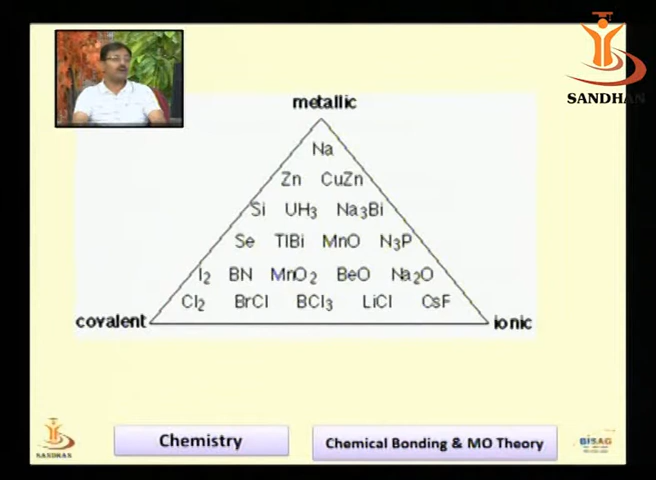 SANDHAN
metallic
Na
Zn CuZn
Si UH3 Na3Bi
Se TlBi MnO N3P
I2 BN MnO2 BeO Na2O
Cl2 BrCl BCl3 LiCl CsF
covalent ionic
SANDHAN
Chemistry
Chemical Bonding & MO Theory
BISAG